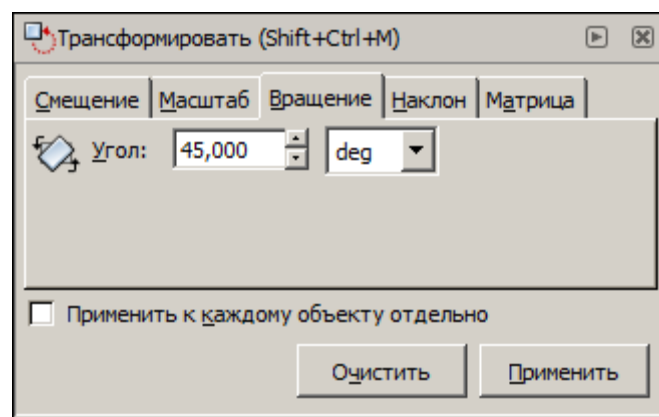 Трансформировать (Shift+Ctrl+M)
Смещение Масштаб Вращение Наклон Матрица
Угол: 45,000 deg
Применить к каждому объекту отдельно
Очистить Применить